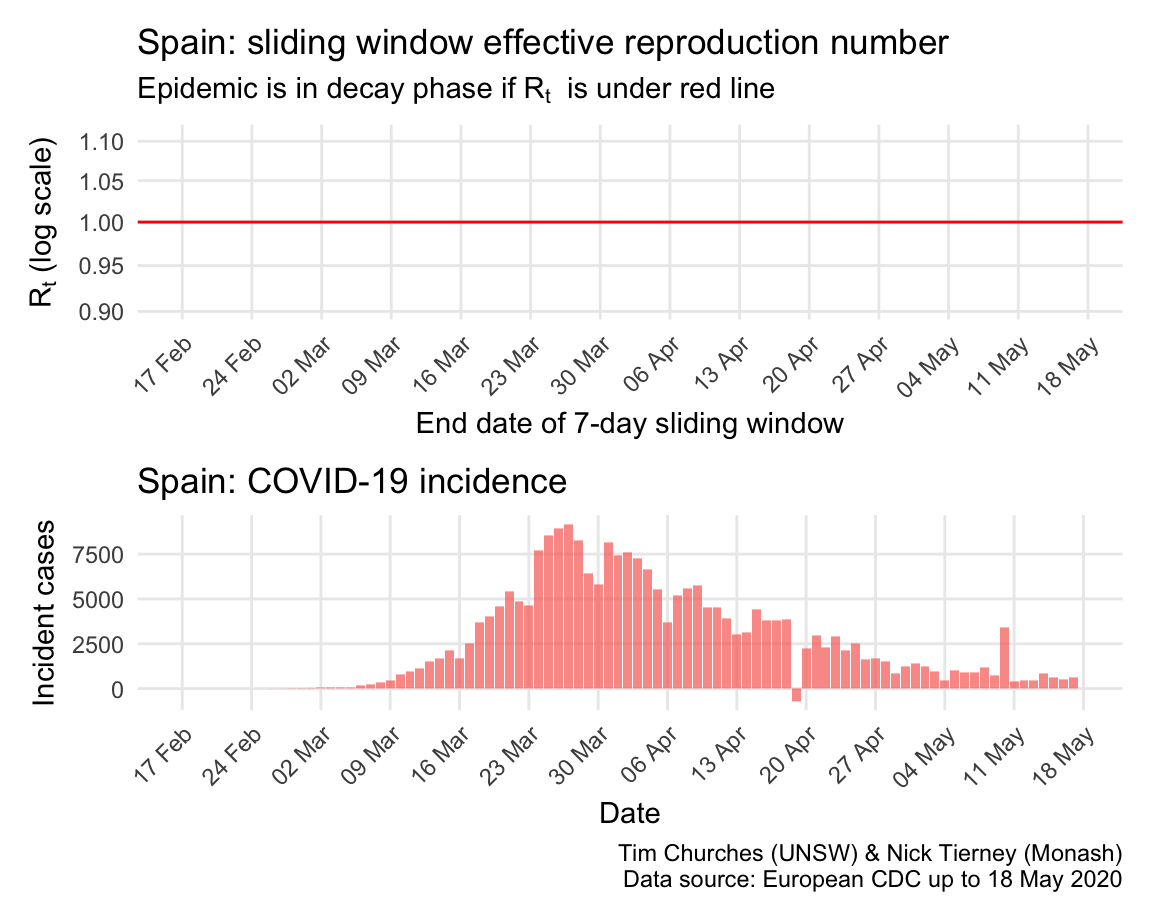 Spain: sliding window effective reproduction number
Epidemic is in decay phase if Rt is under red line
Rt (log scale)
1.10
1.05
1.00
0.95
0.90
17 Feb
24 Feb
02 Mar
09 Mar
16 Mar
23 Mar
30 Mar
06 Apr
13 Apr
20 Apr
27 Apr
04 May
11 May
18 May
End date of 7-day sliding window
Spain: COVID-19 incidence
Incident cases
7500
5000
2500
0
17 Feb
24 Feb
02 Mar
09 Mar
16 Mar
23 Mar
30 Mar
06 Apr
13 Apr
20 Apr
27 Apr
04 May
11 May
18 May
Date
Tim Churches (UNSW) & Nick Tierney (Monash)
Data source: European CDC up to 18 May 2020